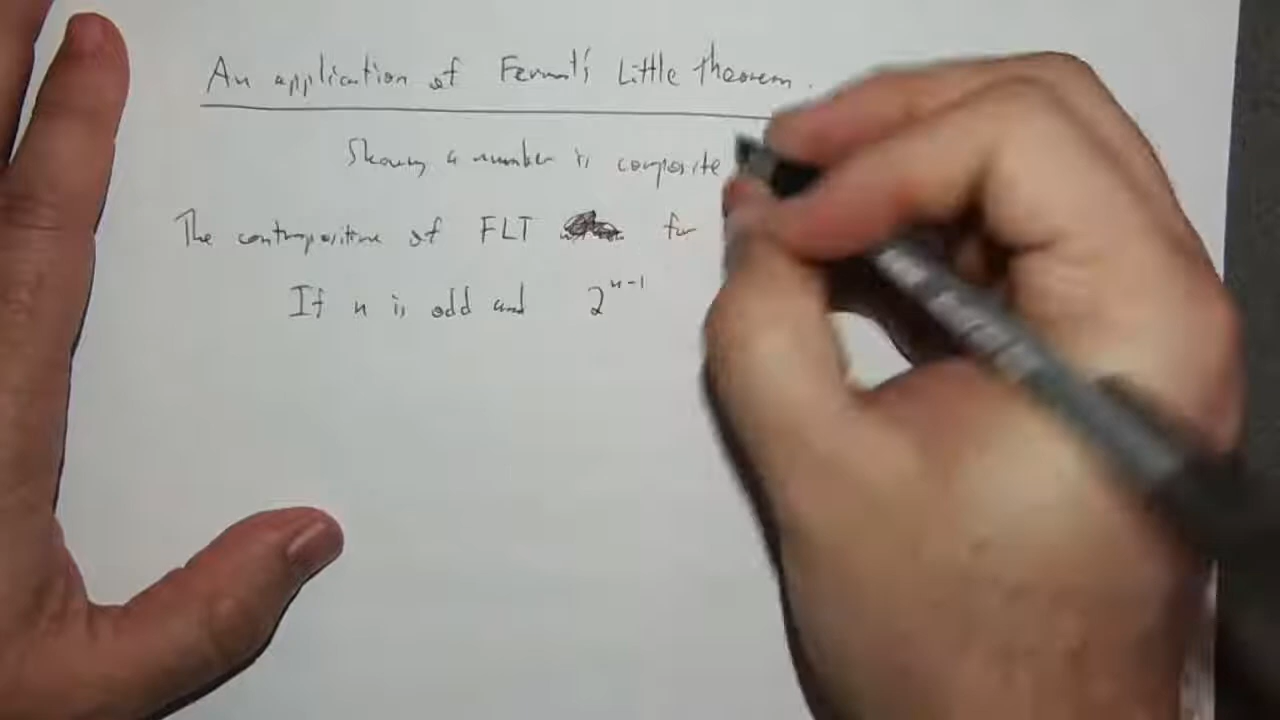 An application of Fermat's Little Theorem.
Showing a number is composite
The contrapositive of FLT for
If n is odd and 2^{n-1}